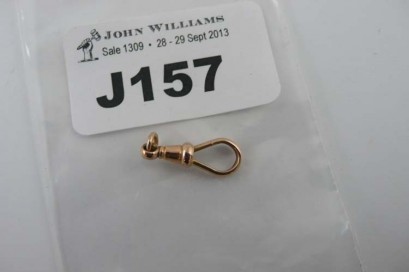 JOHN WILLIAMS
Sale 1309 • 28 - 29 Sept 2013
J157